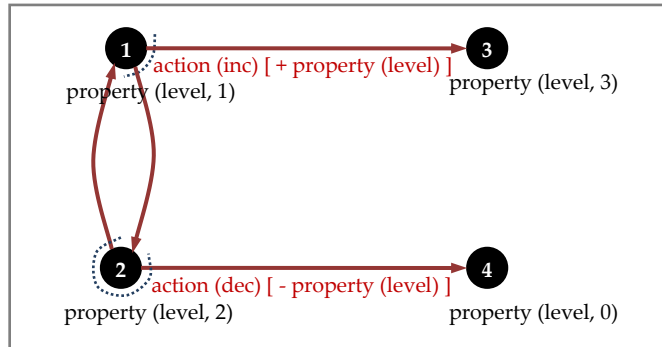 1
3
action (inc) [ + property (level) ]
property (level, 1)
property (level, 3)
2
4
action (dec) [ - property (level) ]
property (level, 2)
property (level, 0)